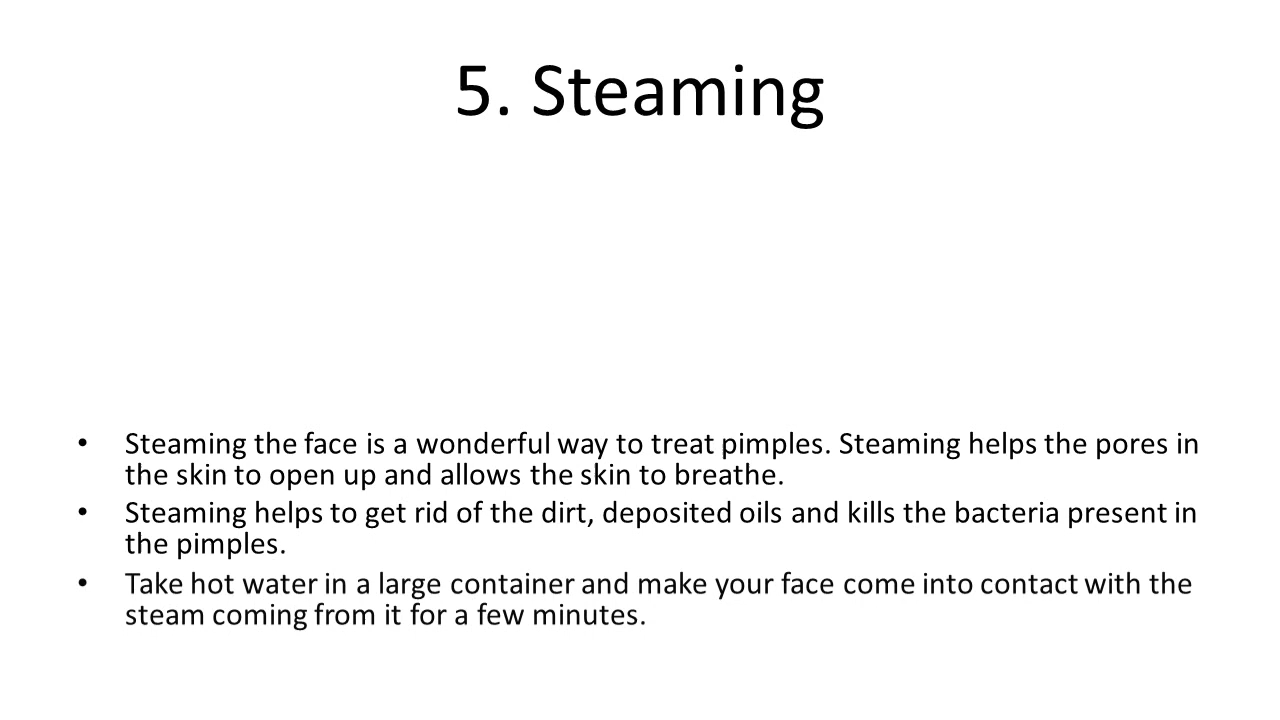 5. Steaming
• Steaming the face is a wonderful way to treat pimples. Steaming helps the pores in
the skin to open up and allows the skin to breathe.
• Steaming helps to get rid of the dirt, deposited oils and kills the bacteria present in
the pimples.
• Take hot water in a large container and make your face come into contact with the
steam coming from it for a few minutes.